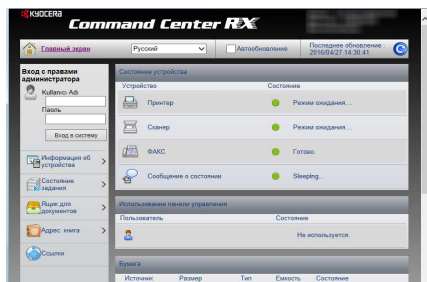 KYOCERA
Command Center RX
Главный экран
Русский
Автообновление
Последнее обновление :
2016/04/27 14:30:41
Вход с правами
администратора
Kullanıcı Adı
Пароль
Вход в систему
Информация об
устройстве
Состояние
задания
Ящик для
документов
Адрес. книга
Ссылки
Состояние устройства
Устройство Состояние
Принтер Режим ожидания...
Сканер Режим ожидания...
ФАКС Готово.
Сообщение о состоянии Sleeping...
Использование панели управления
Пользователь Состояние
Не используется.
Бумага
Источник Размер Тип Емкость Состояние